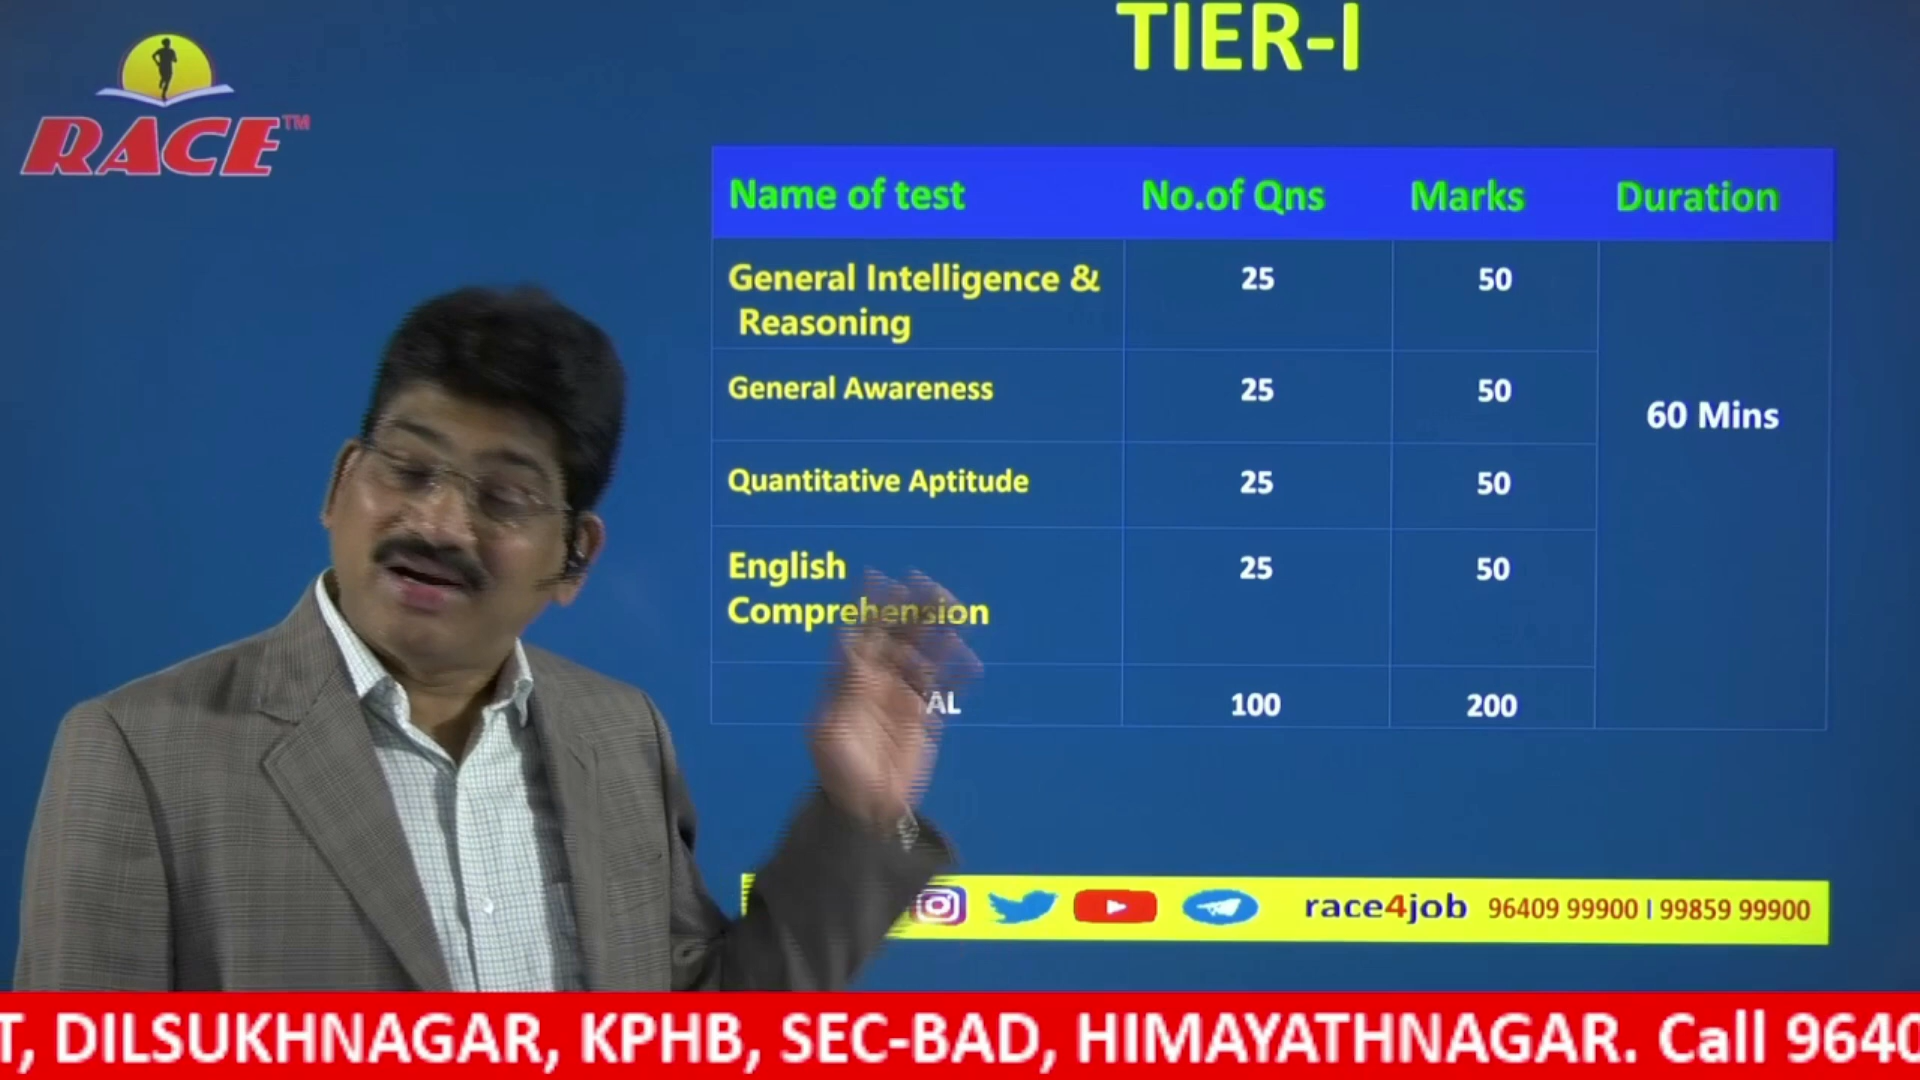 TIER-I
RACE™
Name of test No.of Qns Marks Duration
General Intelligence & 25 50
Reasoning
General Awareness 25 50
60 Mins
Quantitative Aptitude 25 50
English 25 50
Comprehension
100 200
race4job 96409 99900 | 99859 99900
DILSUKHNAGAR, KPHB, SEC-BAD, HIMAYATHNAGAR. Call 9640